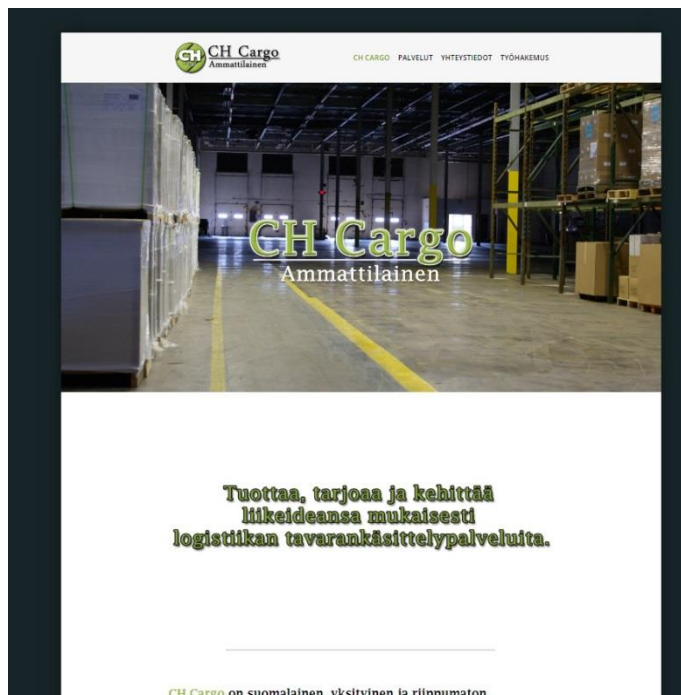 CH CH Cargo
Ammattilainen
CH CARGO PALVELUT YHTEYSTIEDOT TYÖHAKEMUS
CH Cargo
Ammattilainen
Tuottaa, tarjoaa ja kehittää
liikeideansa mukaisesti
logistiikan tavarankäsittelypalveluita.
CH Cargo on suomalainen, yksityinen ja riippumaton